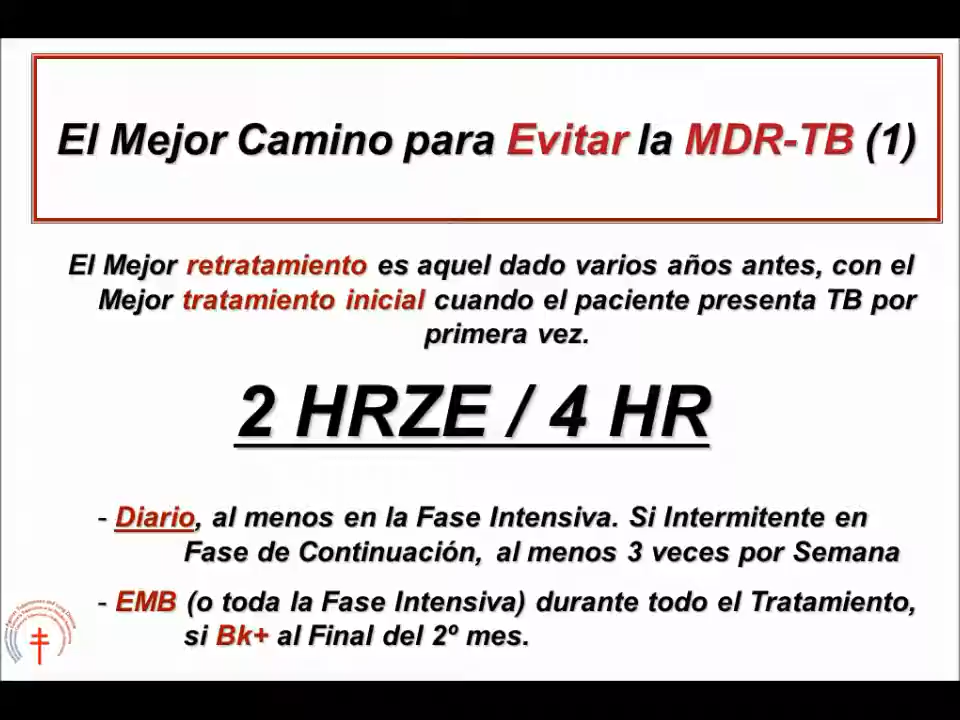 El Mejor Camino para Evitar la MDR-TB (1)
El Mejor retratamiento es aquel dado varios años antes, con el
Mejor tratamiento inicial cuando el paciente presenta TB por
primera vez.
2 HRZE / 4 HR
- Diario, al menos en la Fase Intensiva. Si Intermitente en
Fase de Continuación, al menos 3 veces por Semana
- EMB (o toda la Fase Intensiva) durante todo el Tratamiento,
si Bk+ al Final del 2º mes.